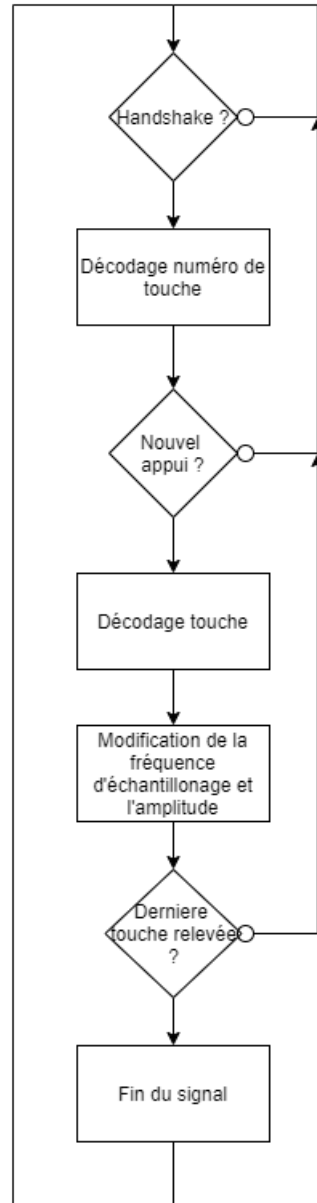 Handshake ?
Décodage numéro de
touche
Nouvel
appui ?
Décodage touche
Modification de la
fréquence
d'échantillonage et
l'amplitude
Derniere
touche relevée
?
Fin du signal